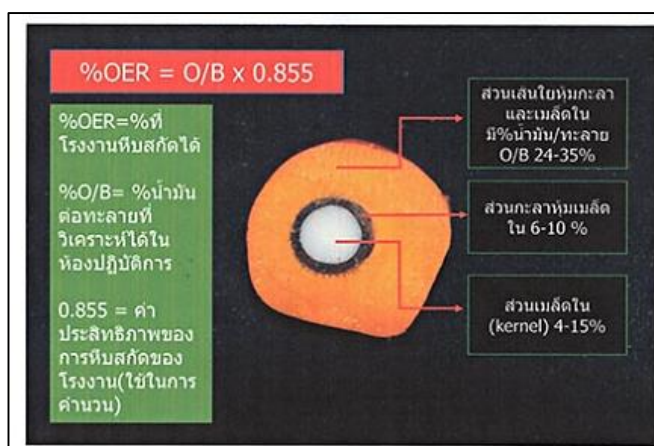 %OER = O/B x 0.855
%OER=%ที่
โรงงานหีบสกัดได้
%O/B= %น้ำมัน
ต่อทะลายที่
วิเคราะห์ได้ใน
ห้องปฏิบัติการ
0.855 = ค่า
ประสิทธิภาพของ
การหีบสกัดของ
โรงงาน(ใช้ในการ
คำนวน)
ส่วนเส้นใยหุ้มกะลา
และเมล็ดใน
มี%น้ำมัน/ทะลาย
O/B 24-35%
ส่วนกะลาหุ้มเมล็ด
ใน 6-10 %
ส่วนเมล็ดใน
(kernel) 4-15%